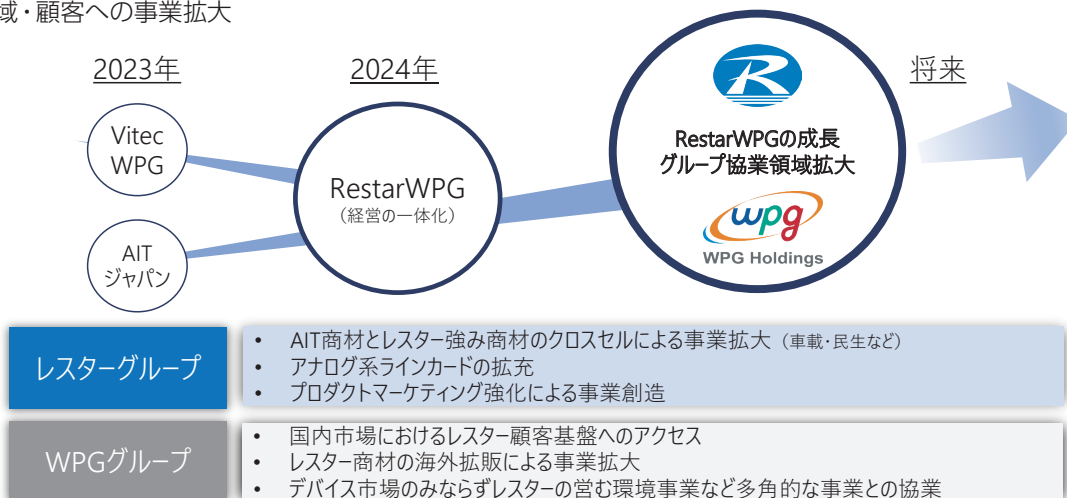 域・顧客への事業拡大
2023年
2024年
将来
Vitec
WPG
AIT
ジャパン
RestarWPG
（経営の一体化）
R
RestarWPGの成長
グループ協業領域拡大
wpg
WPG Holdings
レスターグループ
• AIT商材とレスター強み商材のクロスセルによる事業拡大（車載・民生など）
• アナログ系ラインカードの拡充
• プロダクトマーケティング強化による事業創造
WPGグループ
• 国内市場におけるレスター顧客基盤へのアクセス
• レスター商材の海外拡販による事業拡大
• デバイス市場のみならずレスターの営む環境事業など多角的な事業との協業